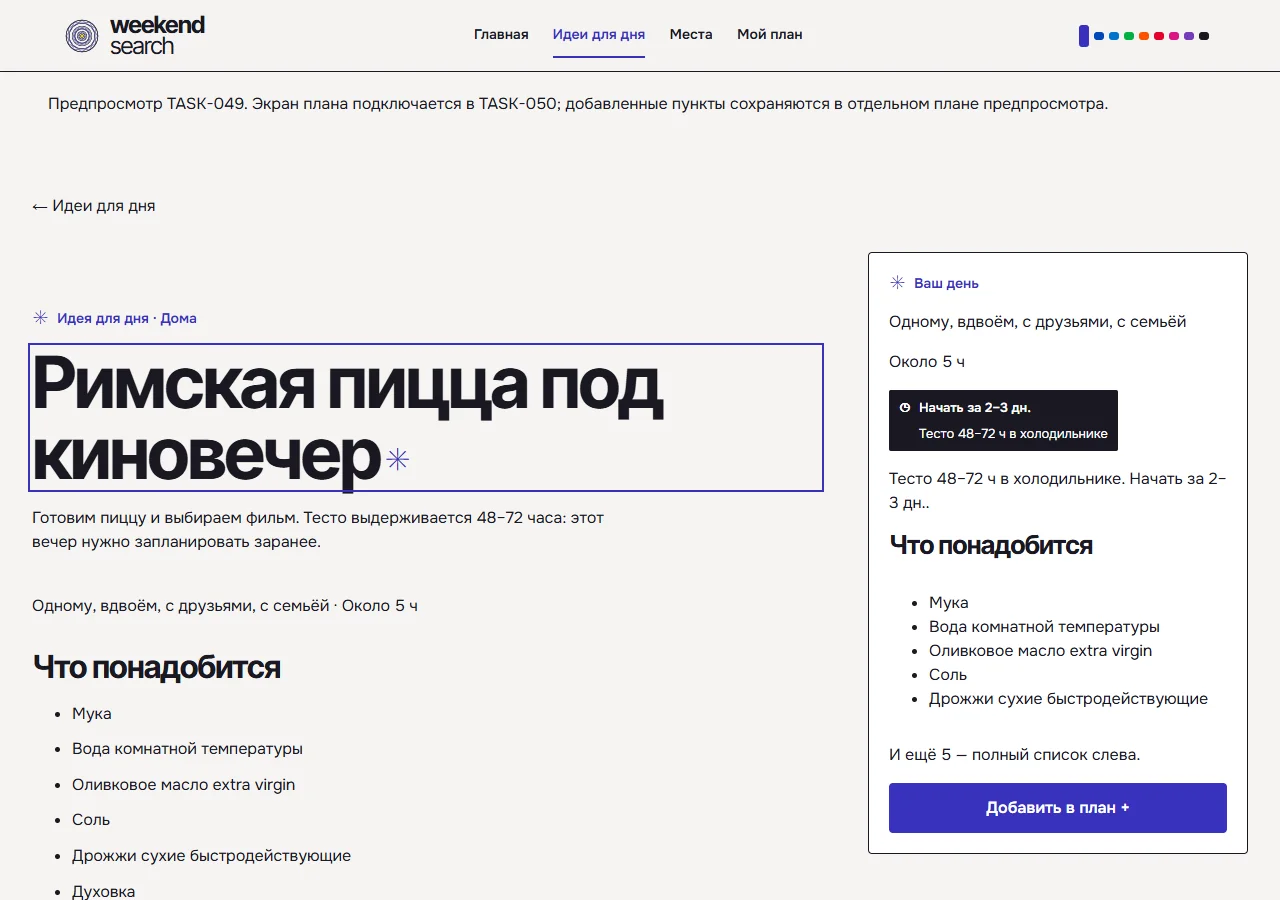 weekend
search
Главная
Идеи для дня
Места
Мой план
Предпросмотр TASK-049. Экран плана подключается в TASK-050; добавленные пункты сохраняются в отдельном плане предпросмотра.
← Идеи для дня
Идея для дня · Дома
Римская пицца под
киновечер
Готовим пиццу и выбираем фильм. Тесто выдерживается 48–72 часа: этот
вечер нужно запланировать заранее.
Одному, вдвоём, с друзьями, с семьёй · Около 5 ч
Что понадобится
• Мука
• Вода комнатной температуры
• Оливковое масло extra virgin
• Соль
• Дрожжи сухие быстродействующие
• Духовка
Ваш день
Одному, вдвоём, с друзьями, с семьёй
Около 5 ч
Начать за 2–3 дн.
Тесто 48–72 ч в холодильнике
Тесто 48–72 ч в холодильнике. Начать за 2–
3 дн..
Что понадобится
• Мука
• Вода комнатной температуры
• Оливковое масло extra virgin
• Соль
• Дрожжи сухие быстродействующие
И ещё 5 — полный список слева.
Добавить в план +